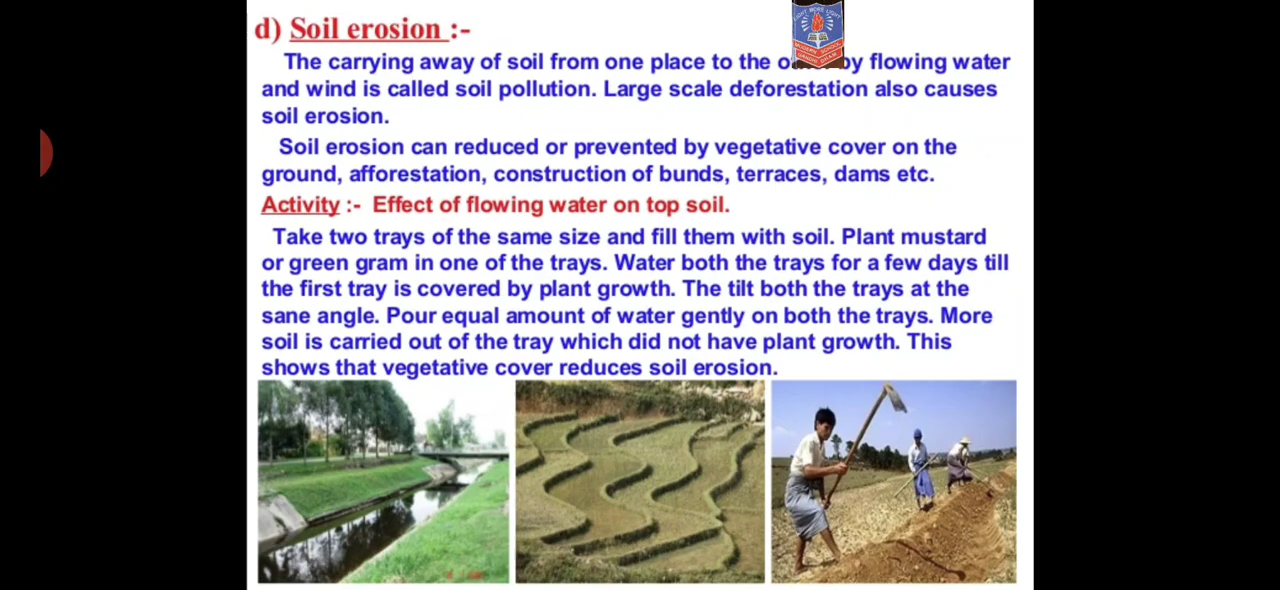 d) Soil erosion :-
The carrying away of soil from one place to the by flowing water
and wind is called soil pollution. Large scale deforestation also causes
soil erosion.
Soil erosion can reduced or prevented by vegetative cover on the
ground, afforestation, construction of bunds, terraces, dams etc.
Activity :- Effect of flowing water on top soil.
Take two trays of the same size and fill them with soil. Plant mustard
or green gram in one of the trays. Water both the trays for a few days till
the first tray is covered by plant growth. The tilt both the trays at the
sane angle. Pour equal amount of water gently on both the trays. More
soil is carried out of the tray which did not have plant growth. This
shows that vegetative cover reduces soil erosion.